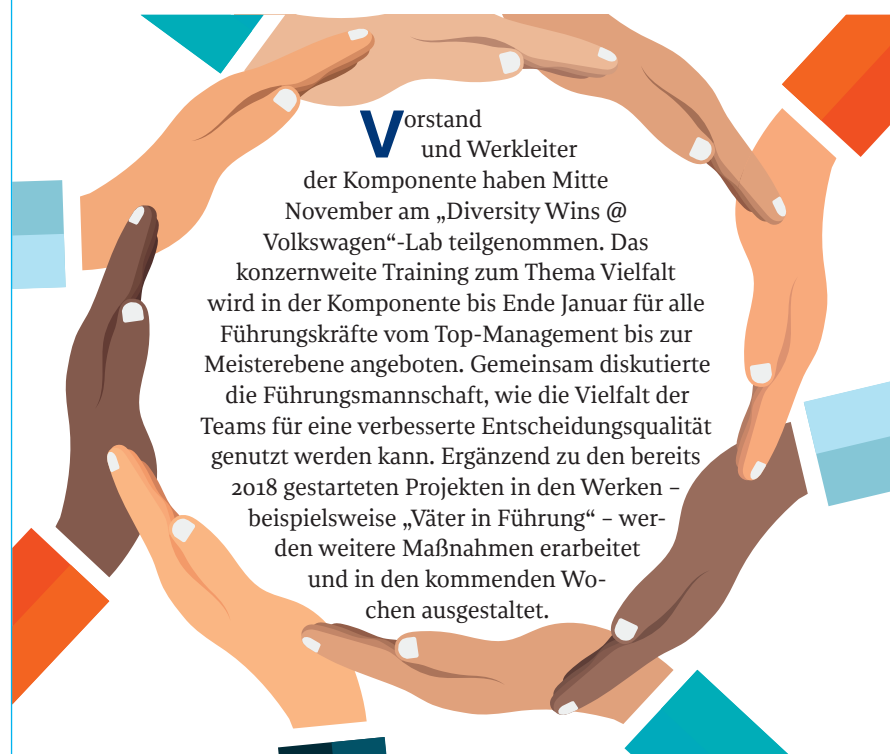 Vorstand
und Werkleiter
der Komponente haben Mitte
November am „Diversity Wins @
Volkswagen“-Lab teilgenommen. Das
konzernweite Training zum Thema Vielfalt
wird in der Komponente bis Ende Januar für alle
Führungskräfte vom Top-Management bis zur
Meisterebene angeboten. Gemeinsam diskutierte
die Führungsmannschaft, wie die Vielfalt der
Teams für eine verbesserte Entscheidungsqualität
genutzt werden kann. Ergänzend zu den bereits
2018 gestarteten Projekten in den Werken –
beispielsweise „Väter in Führung“ – wer-
den weitere Maßnahmen erarbeitet
und in den kommenden Wo-
chen ausgestaltet.